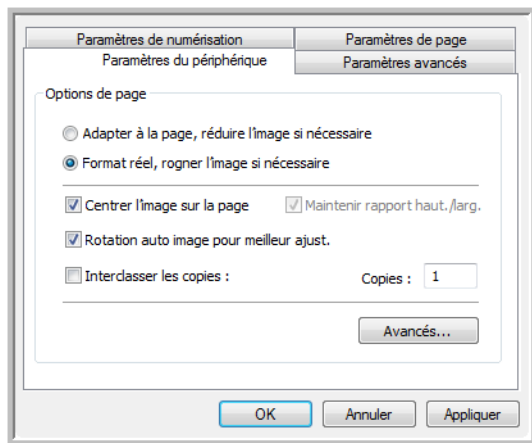 Paramètres de numérisation
Paramètres de page
Paramètres du périphérique
Paramètres avancés
Options de page
Adapter à la page, réduire l'image si nécessaire
Format réel, rogner l'image si nécessaire
Centrer l'image sur la page
Maintenir rapport haut./larg.
Rotation auto image pour meilleur ajust.
Interclasser les copies :
Copies : 1
Avancés...
OK
Annuler
Appliquer